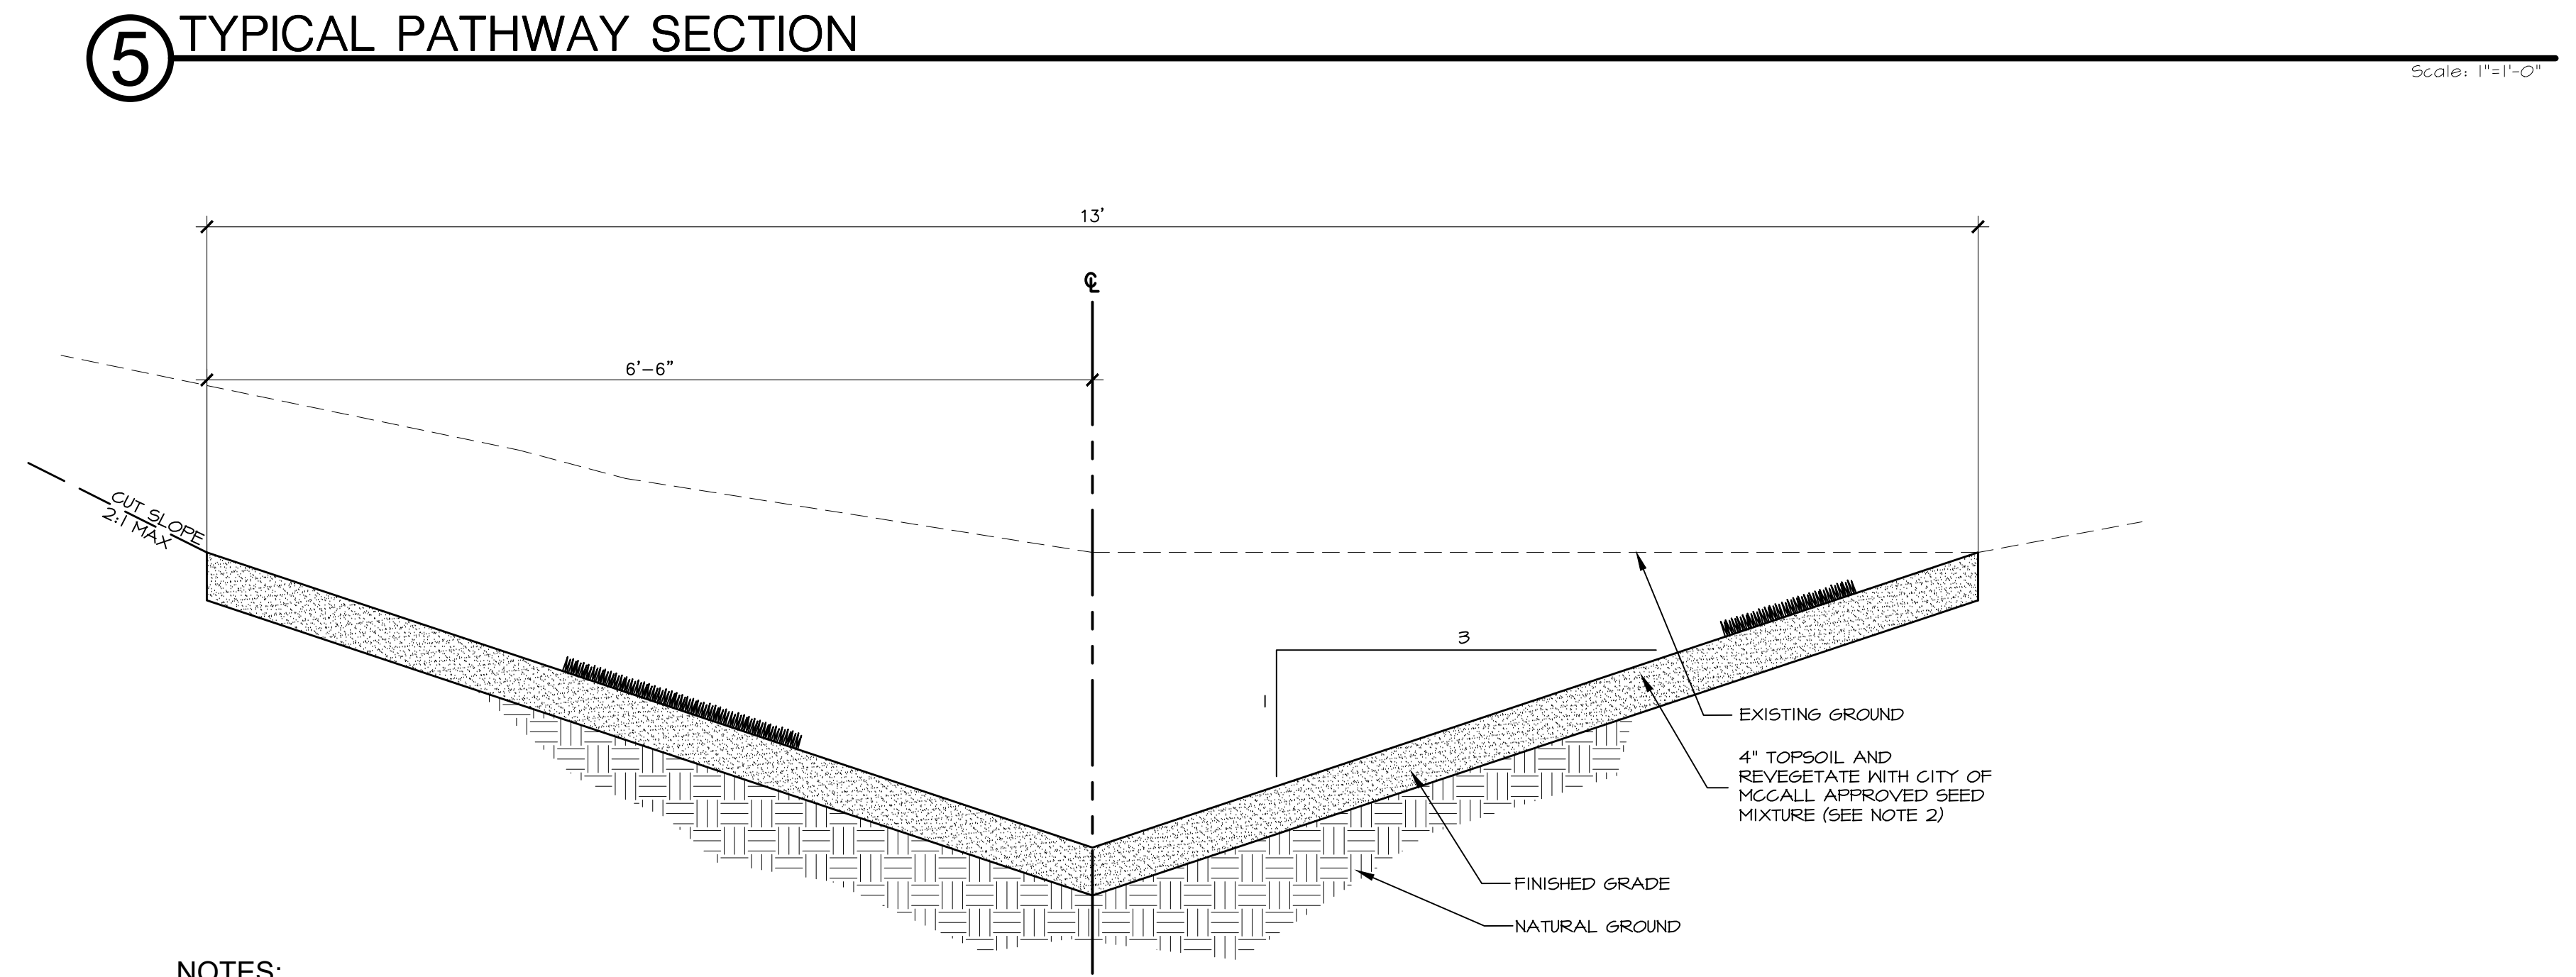 5
TYPICAL PATHWAY SECTION
Scale: 1"=1'-0"
13'
℄
6'-6"
CUT SLOPE
2:1 MAX
3
1
EXISTING GROUND
4" TOPSOIL AND
REVEGETATE WITH CITY OF
MCCALL APPROVED SEED
MIXTURE (SEE NOTE 2)
FINISHED GRADE
NATURAL GROUND
NOTES: